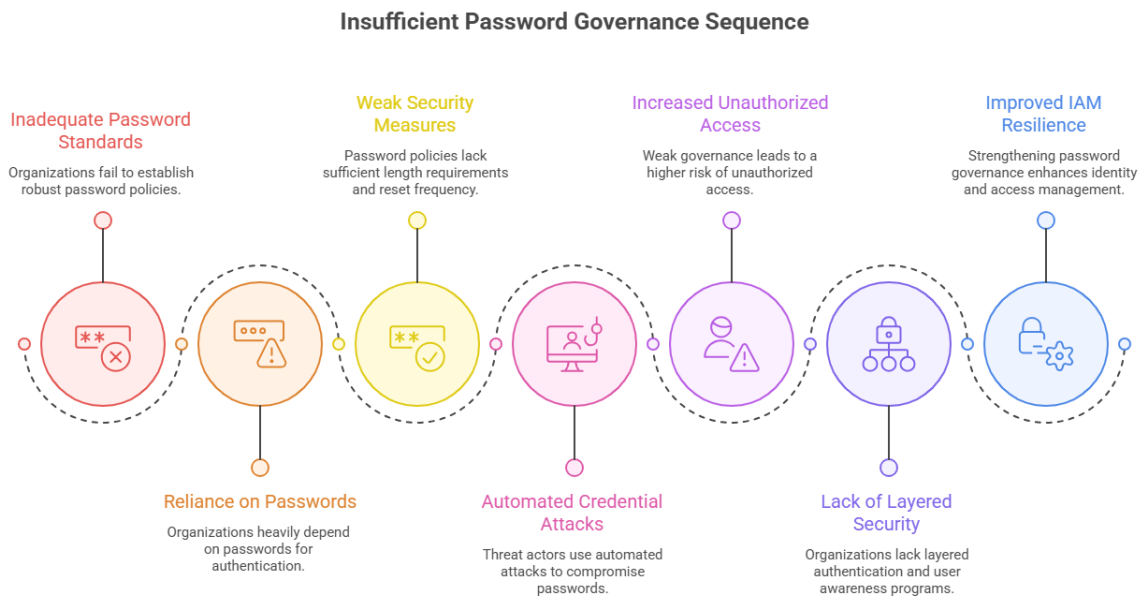 Insufficient Password Governance Sequence
Inadequate Password
Standards
Organizations fail to establish
robust password policies.
Reliance on Passwords
Organizations heavily depend
on passwords for
authentication.
Weak Security
Measures
Password policies lack
sufficient length requirements
and reset frequency.
Automated Credential
Attacks
Threat actors use automated
attacks to compromise
passwords.
Increased Unauthorized
Access
Weak governance leads to a
higher risk of unauthorized
access.
Lack of Layered
Security
Organizations lack layered
authentication and user
awareness programs.
Improved IAM
Resilience
Strengthening password
governance enhances identity
and access management.